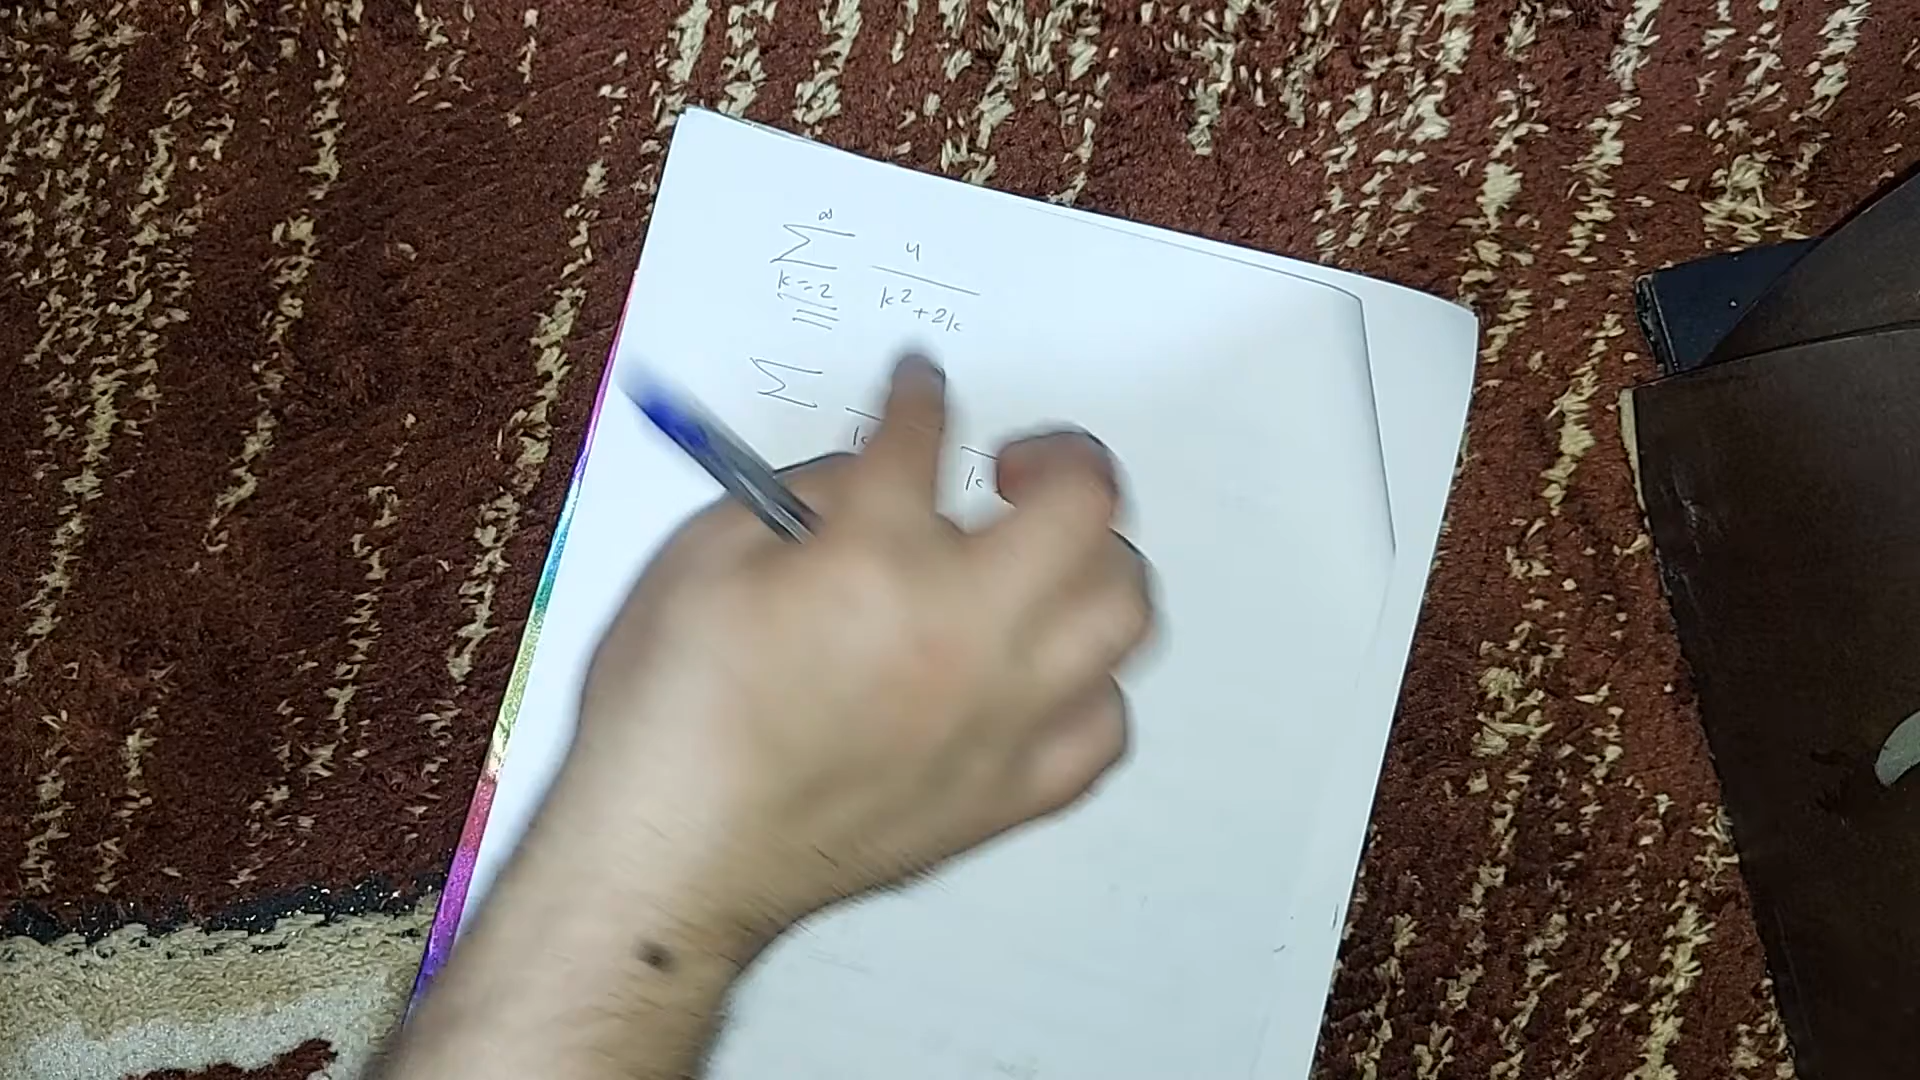 ∞
∑ 4
k=2 k²+2k
∑
k k